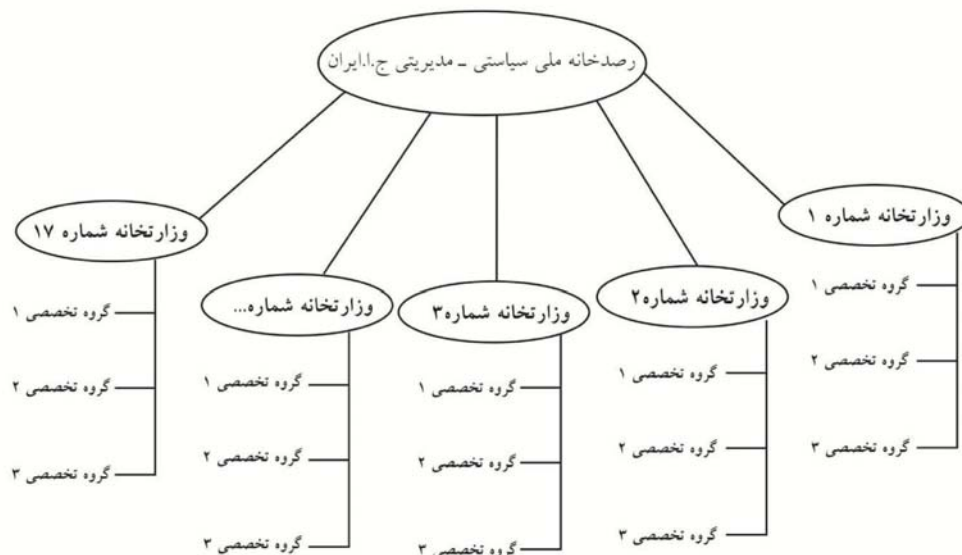 رصدخانه ملی سیاستی ـ مدیریتی ج.ا.ایران
وزارتخانه شماره ۱
گروه تخصصی ۱
گروه تخصصی ۲
گروه تخصصی ۳
وزارتخانه شماره۲
گروه تخصصی ۱
گروه تخصصی ۲
گروه تخصصی ۳
وزارتخانه شماره۳
گروه تخصصی ۱
گروه تخصصی ۲
گروه تخصصی ۳
وزارتخانه شماره...
گروه تخصصی ۱
گروه تخصصی ۲
گروه تخصصی ۳
وزارتخانه شماره ۱۷
گروه تخصصی ۱
گروه تخصصی ۲
گروه تخصصی ۳